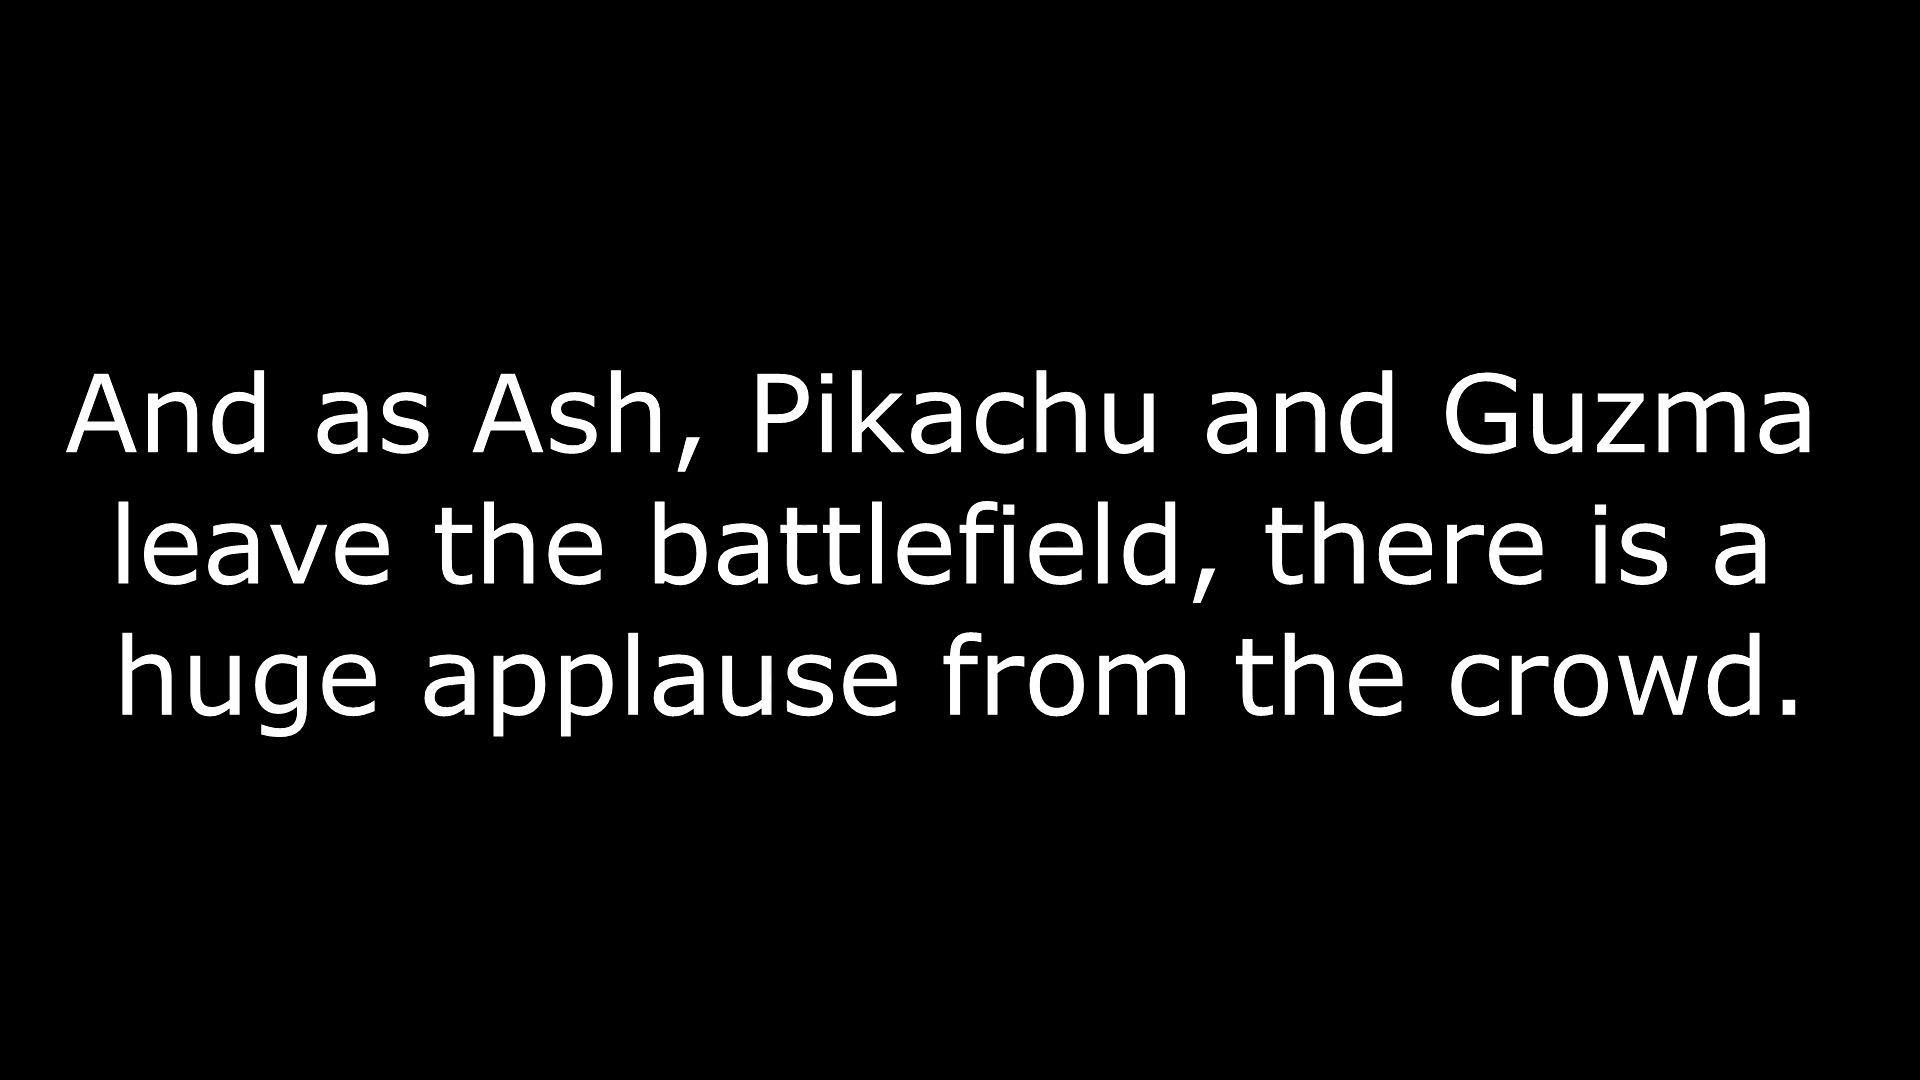 And as Ash, Pikachu and Guzma
leave the battlefield, there is a
huge applause from the crowd.